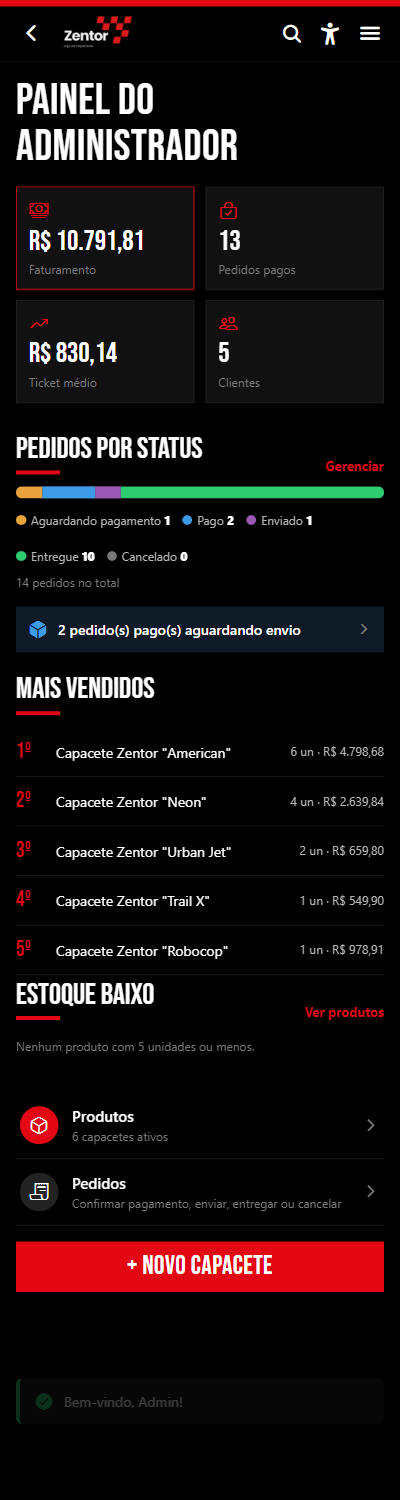 Zentor
PAINEL DO
ADMINISTRADOR
R$ 10.791,81
Faturamento
13
Pedidos pagos
R$ 830,14
Ticket médio
5
Clientes
PEDIDOS POR STATUS
Gerenciar
Aguardando pagamento 1 Pago 2 Enviado 1
Entregue 10 Cancelado 0
14 pedidos no total
2 pedido(s) pago(s) aguardando envio
MAIS VENDIDOS
1º Capacete Zentor "American" 6 un · R$ 4.798,68
2º Capacete Zentor "Neon" 4 un · R$ 2.639,84
3º Capacete Zentor "Urban Jet" 2 un · R$ 659,80
4º Capacete Zentor "Trail X" 1 un · R$ 549,90
5º Capacete Zentor "Robocop" 1 un · R$ 978,91
ESTOQUE BAIXO
Ver produtos
Nenhum produto com 5 unidades ou menos.
Produtos
6 capacetes ativos
Pedidos
Confirmar pagamento, enviar, entregar ou cancelar
+ NOVO CAPACETE
Bem-vindo, Admin!